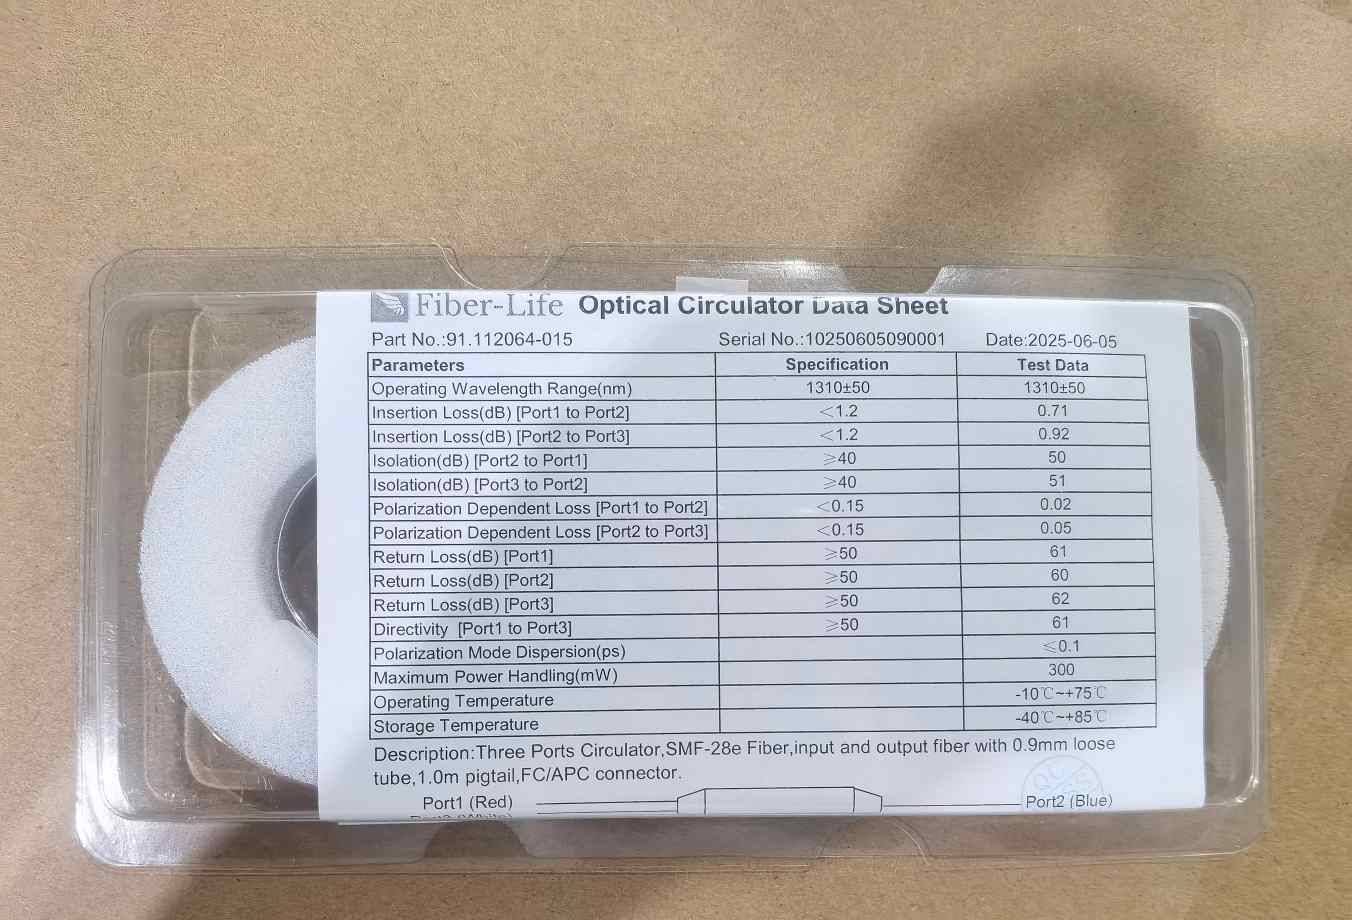 Fiber-Life Optical Circulator Data Sheet
Part No.:91.112064-015 Serial No.:10250605090001 Date:2025-06-05
Parameters Specification Test Data
Operating Wavelength Range(nm) 1310±50 1310±50
Insertion Loss(dB) [Port1 to Port2] <1.2 0.71
Insertion Loss(dB) [Port2 to Port3] <1.2 0.92
Isolation(dB) [Port2 to Port1] ⩾40 50
Isolation(dB) [Port3 to Port2] ⩾40 51
Polarization Dependent Loss [Port1 to Port2] <0.15 0.02
Polarization Dependent Loss [Port2 to Port3] <0.15 0.05
Return Loss(dB) [Port1] ⩾50 61
Return Loss(dB) [Port2] ⩾50 60
Return Loss(dB) [Port3] ⩾50 62
Directivity [Port1 to Port3] ⩾50 61
Polarization Mode Dispersion(ps) ⩽0.1
Maximum Power Handling(mW) 300
Operating Temperature -10℃~+75℃
Storage Temperature -40℃~+85℃
Description:Three Ports Circulator,SMF-28e Fiber,input and output fiber with 0.9mm loose
tube,1.0m pigtail,FC/APC connector.
Port1 (Red) Port2 (Blue)